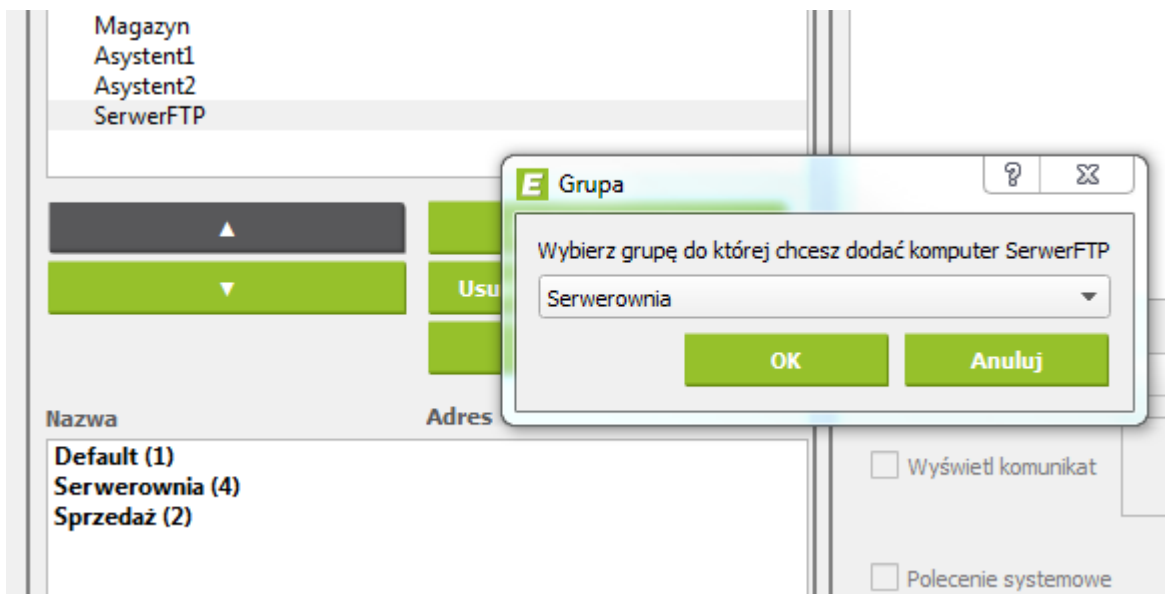 Magazyn
Asystent1
Asystent2
SerwerFTP
Grupa
Wybierz grupę do której chcesz dodać komputer SerwerFTP
Usu
Serwerownia
OK Anuluj
Nazwa Adres
Default (1)
Serwerownia (4)
Sprzedaż (2)
Wyświetl komunikat
Polecenie systemowe